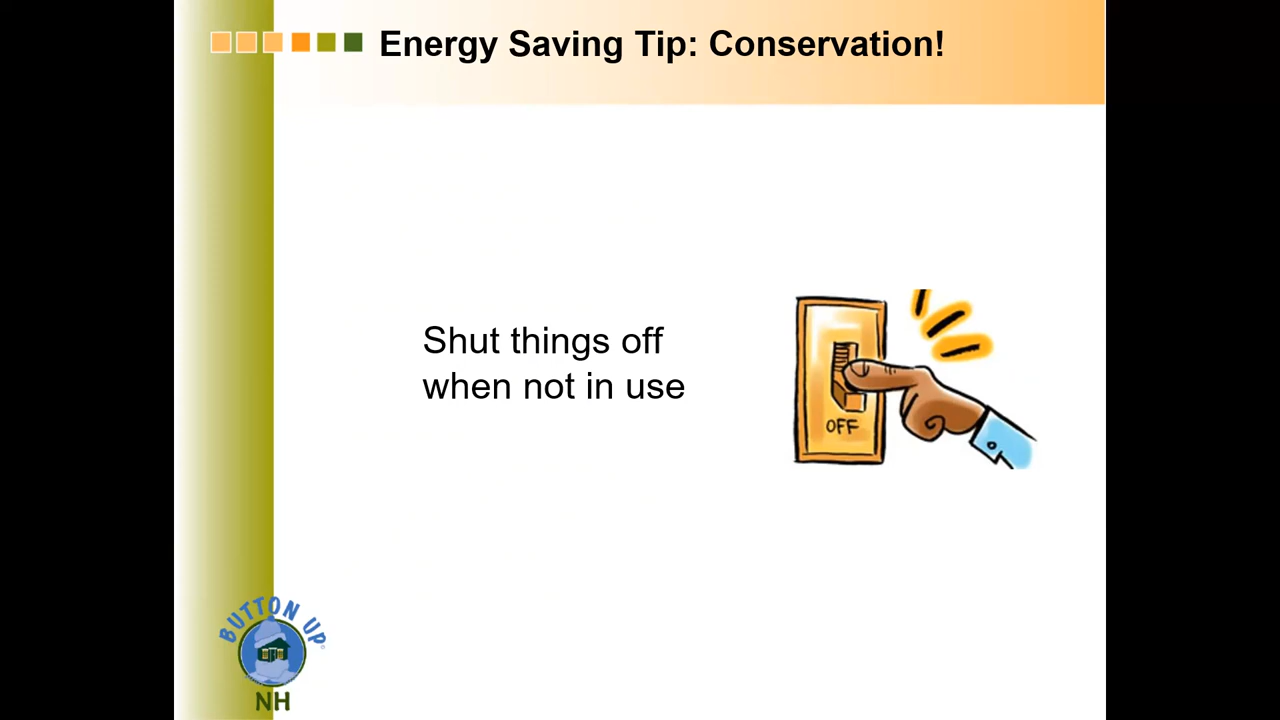 Energy Saving Tip: Conservation!
Shut things off
when not in use
OFF
BUTTON UP
NH